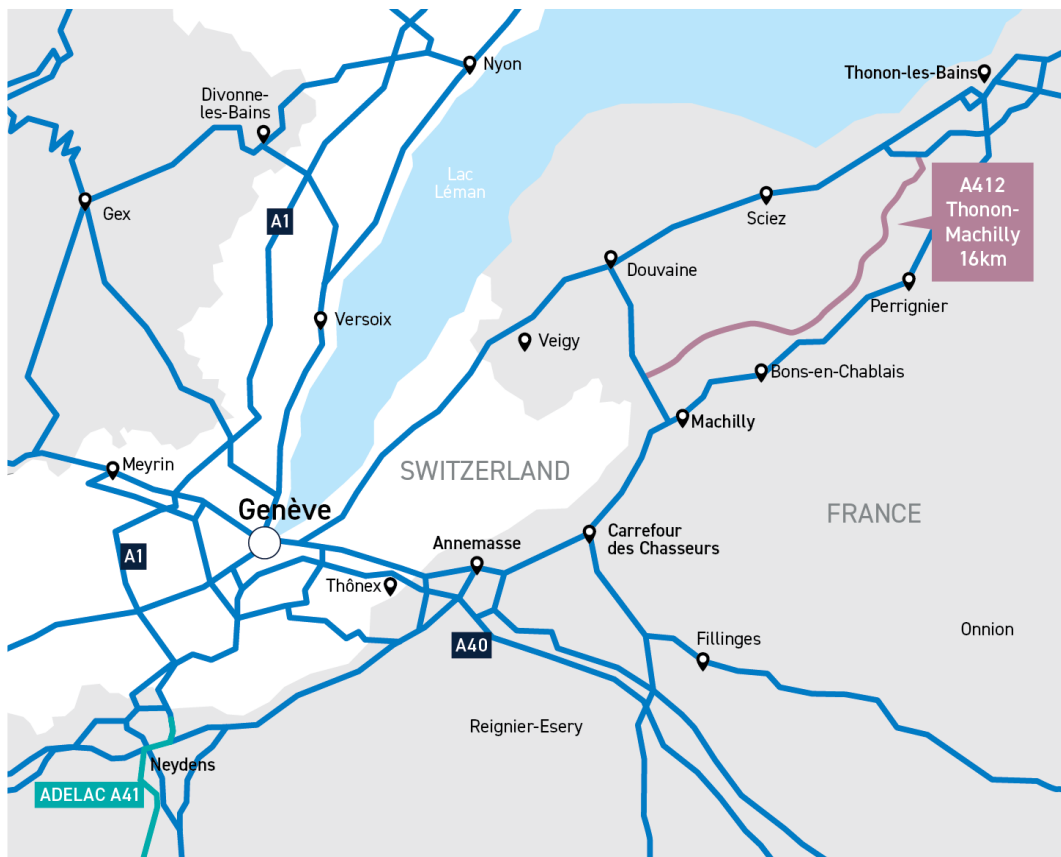 Nyon
Thonon-les-Bains
Divonne-
les-Bains
Lac
Léman
A412
Thonon-
Machilly
16km
Gex
A1
Sciez
Douvaine
Perrignier
Versoix
Veigy
Bons-en-Chablais
Machilly
Meyrin
SWITZERLAND
Genève
FRANCE
Carrefour
des Chasseurs
Annemasse
A1
Thônex
Onnion
A40
Fillinges
Reignier-Esery
Neydens
ADELAC A41